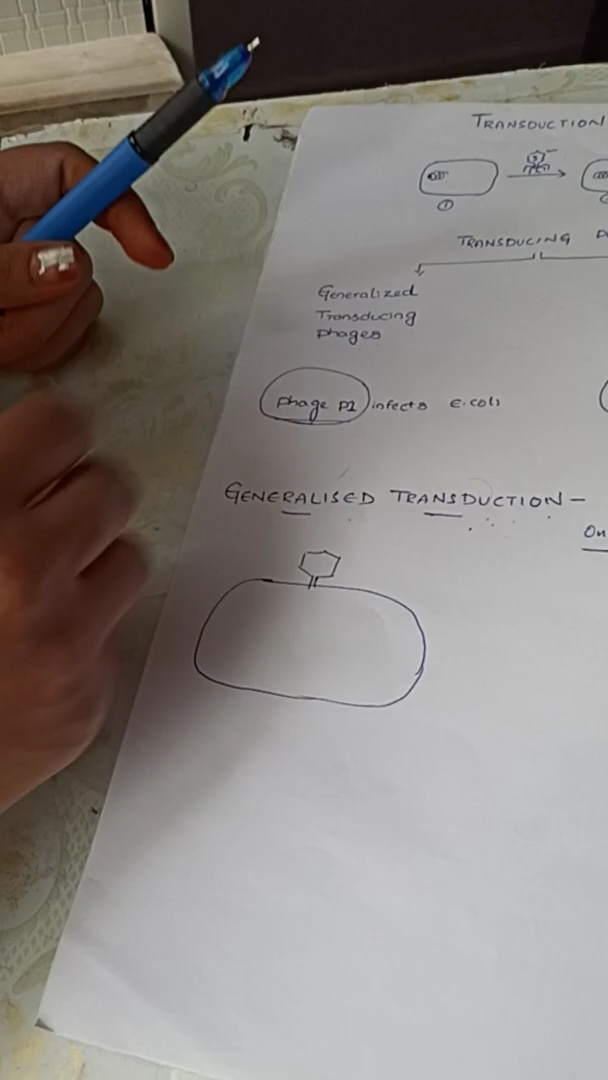 TRANSDUCTION
①
TRANSDUCING
Generalized
Transducing
phages
phage P1 infects E.coli
GENERALISED TRANSDUCTION -
On